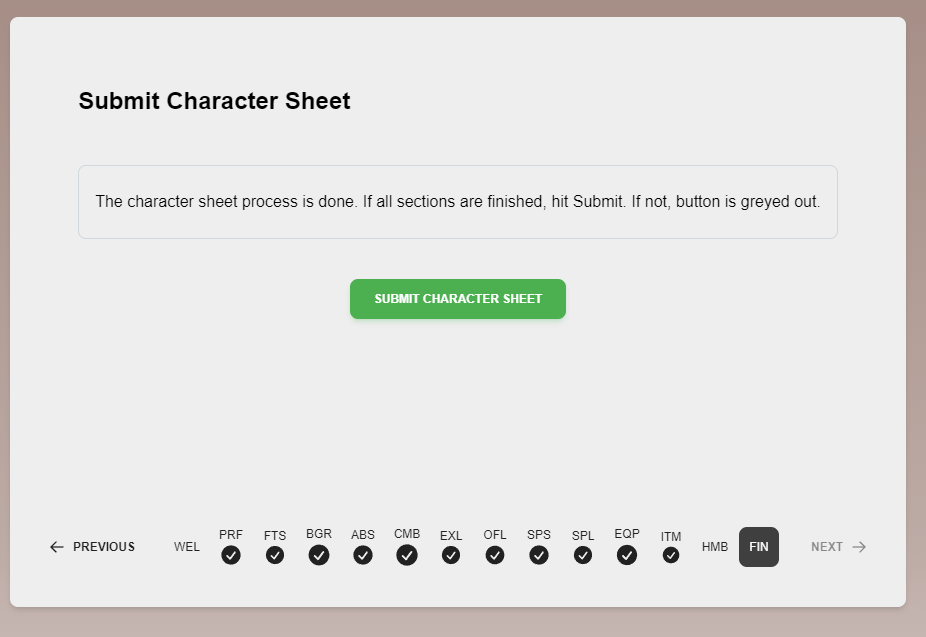 Submit Character Sheet
The character sheet process is done. If all sections are finished, hit Submit. If not, button is greyed out.
SUBMIT CHARACTER SHEET
PREVIOUS WEL PRF FTS BGR ABS CMB EXL OFL SPS SPL EQP ITM HMB FIN NEXT